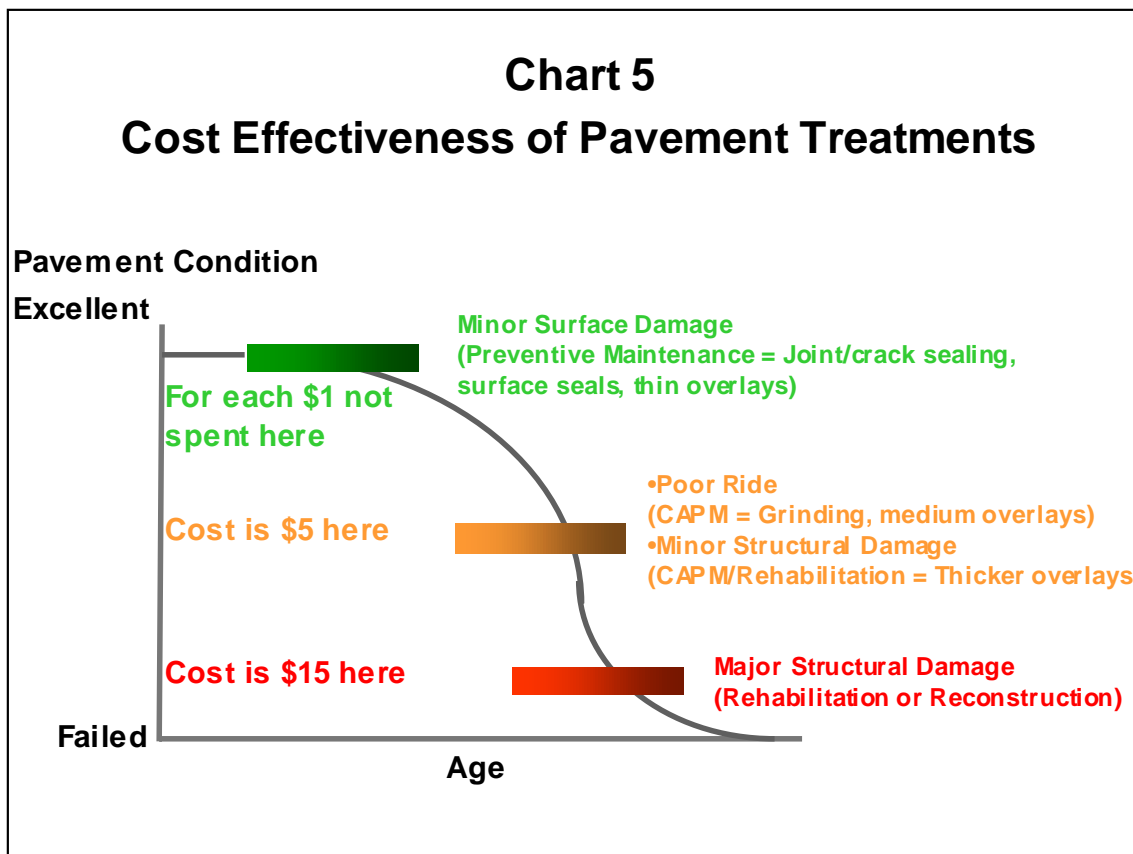 Chart 5
Cost Effectiveness of Pavement Treatments
Pavement Condition
Excellent
Minor Surface Damage
(Preventive Maintenance = Joint/crack sealing,
surface seals, thin overlays)
For each $1 not
spent here
•Poor Ride
(CAPM = Grinding, medium overlays)
Cost is $5 here
•Minor Structural Damage
(CAPM/Rehabilitation = Thicker overlays
Cost is $15 here
Major Structural Damage
(Rehabilitation or Reconstruction)
Failed
Age